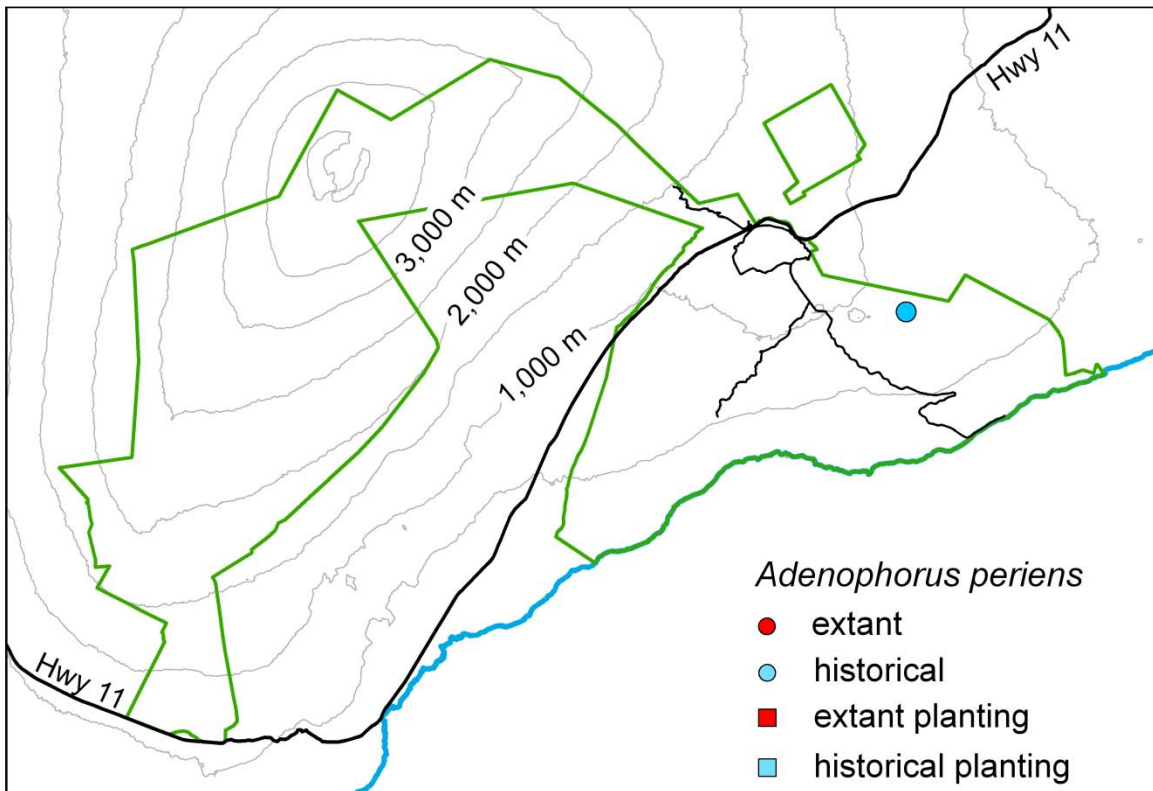 Hwy 11
3,000 m
2,000 m
1,000 m
Hwy 11
Adenophorus periens
extant
historical
extant planting
historical planting